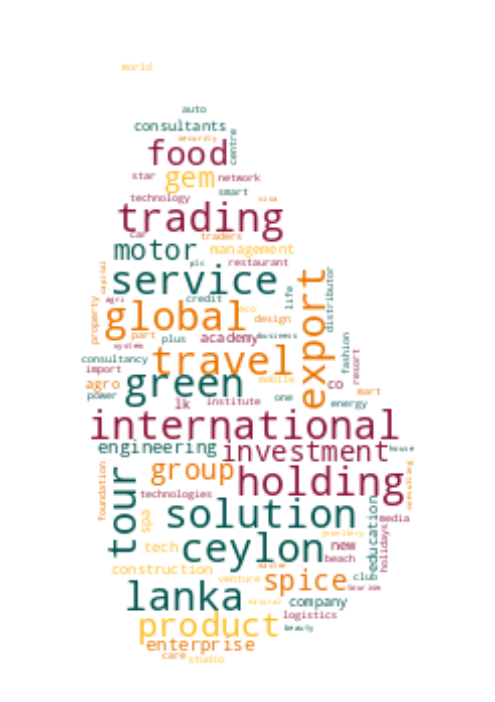 world
auto
consultants
security
centre
food
star
gem
network
smart
technology
visa
trading
car
traders
motor
management
plc
restaurant
capital
service
agri
credit
life
export
distributor
property
global
eco
design
part
plus
academy
business
fashion
system
consultancy
travel
resort
import
agro
green
mobile
co
power
lk
institute
one
energy
mart
international
engineering
investment
house
foundation
group
holding
consulting
technologies
tour
solution
spa
education
media
holidays
jewellery
tech
ceylon
new
beach
construction
water
venture
spice
club
tourism
lanka
natural
company
product
logistics
beauty
enterprise
care
studio